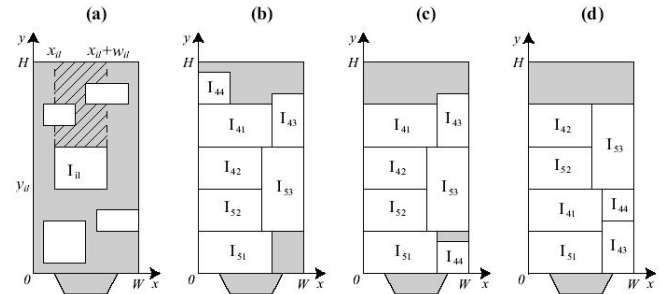 (a) (b) (c) (d)
y x_il x_il+w_il y y y
H H H H
I_44
I_41 I_43 I_41 I_43 I_42
I_53
I_il I_42 I_42 I_52
I_53 I_53
y_il I_52 I_52 I_41 I_44
I_51 I_51 I_44 I_51 I_43
0 W x 0 W x 0 W x 0 W x